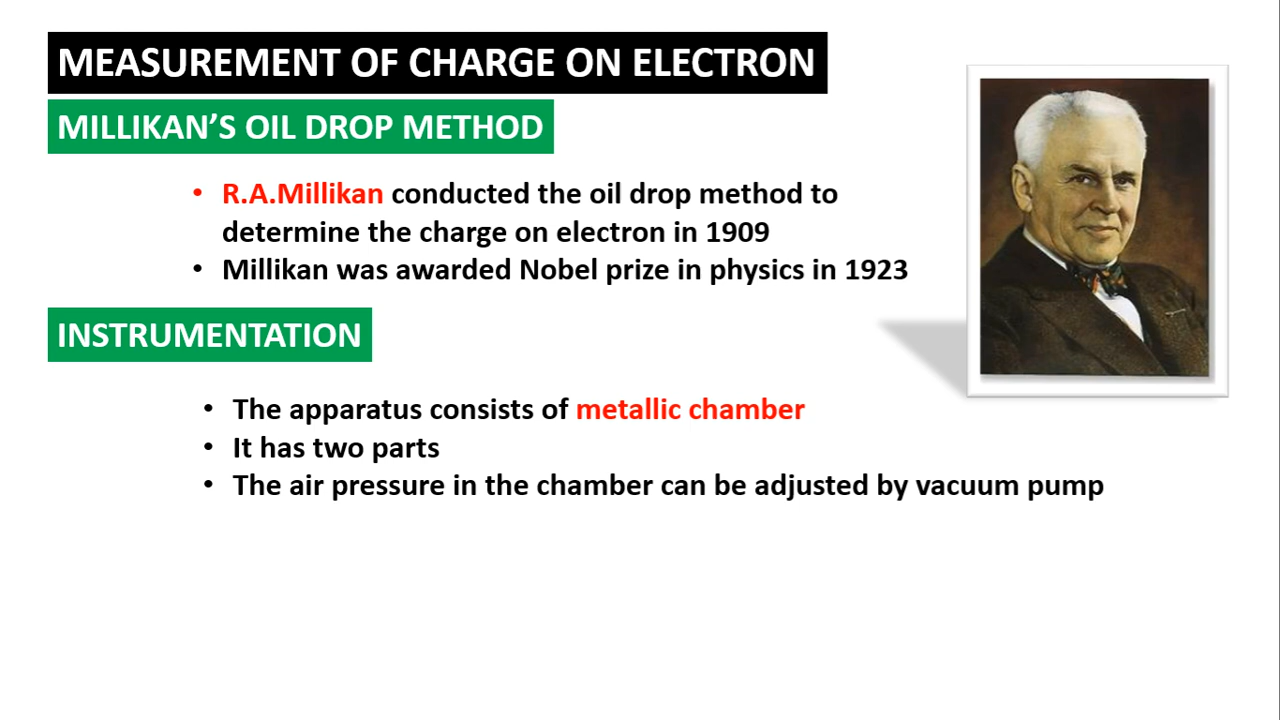 MEASUREMENT OF CHARGE ON ELECTRON
MILLIKAN’S OIL DROP METHOD
• R.A.Millikan conducted the oil drop method to
determine the charge on electron in 1909
• Millikan was awarded Nobel prize in physics in 1923
INSTRUMENTATION
• The apparatus consists of metallic chamber
• It has two parts
• The air pressure in the chamber can be adjusted by vacuum pump